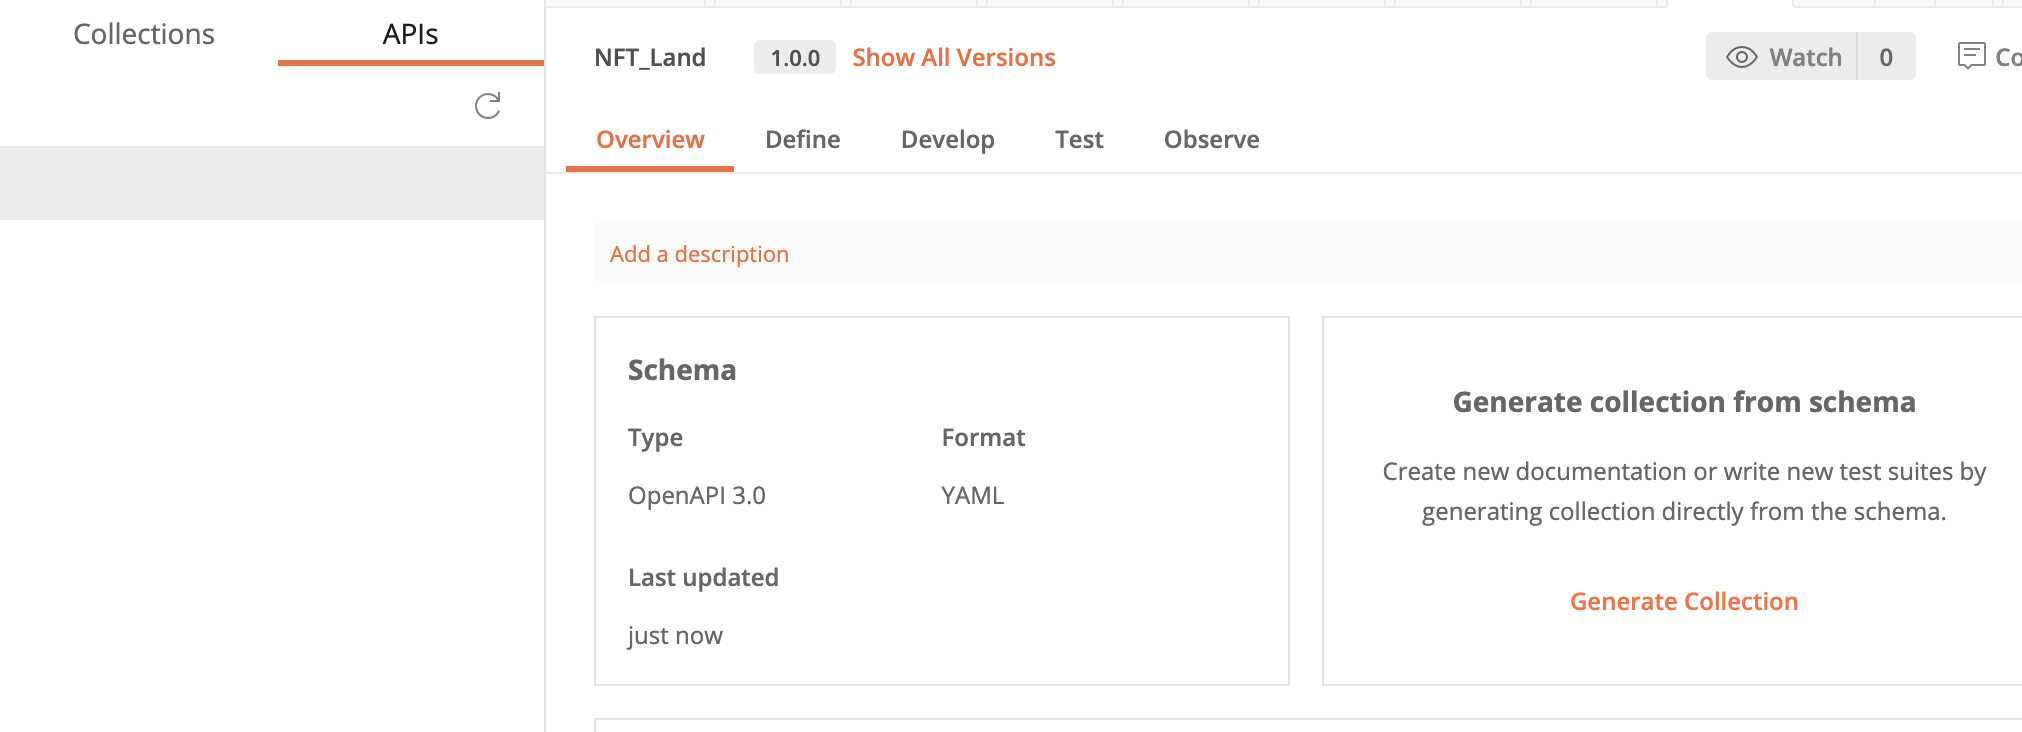 Collections APIs
NFT_Land 1.0.0 Show All Versions Watch 0 Co
Overview Define Develop Test Observe
Add a description
Schema
Type Format
OpenAPI 3.0 YAML
Last updated
just now
Generate collection from schema
Create new documentation or write new test suites by
generating collection directly from the schema.
Generate Collection